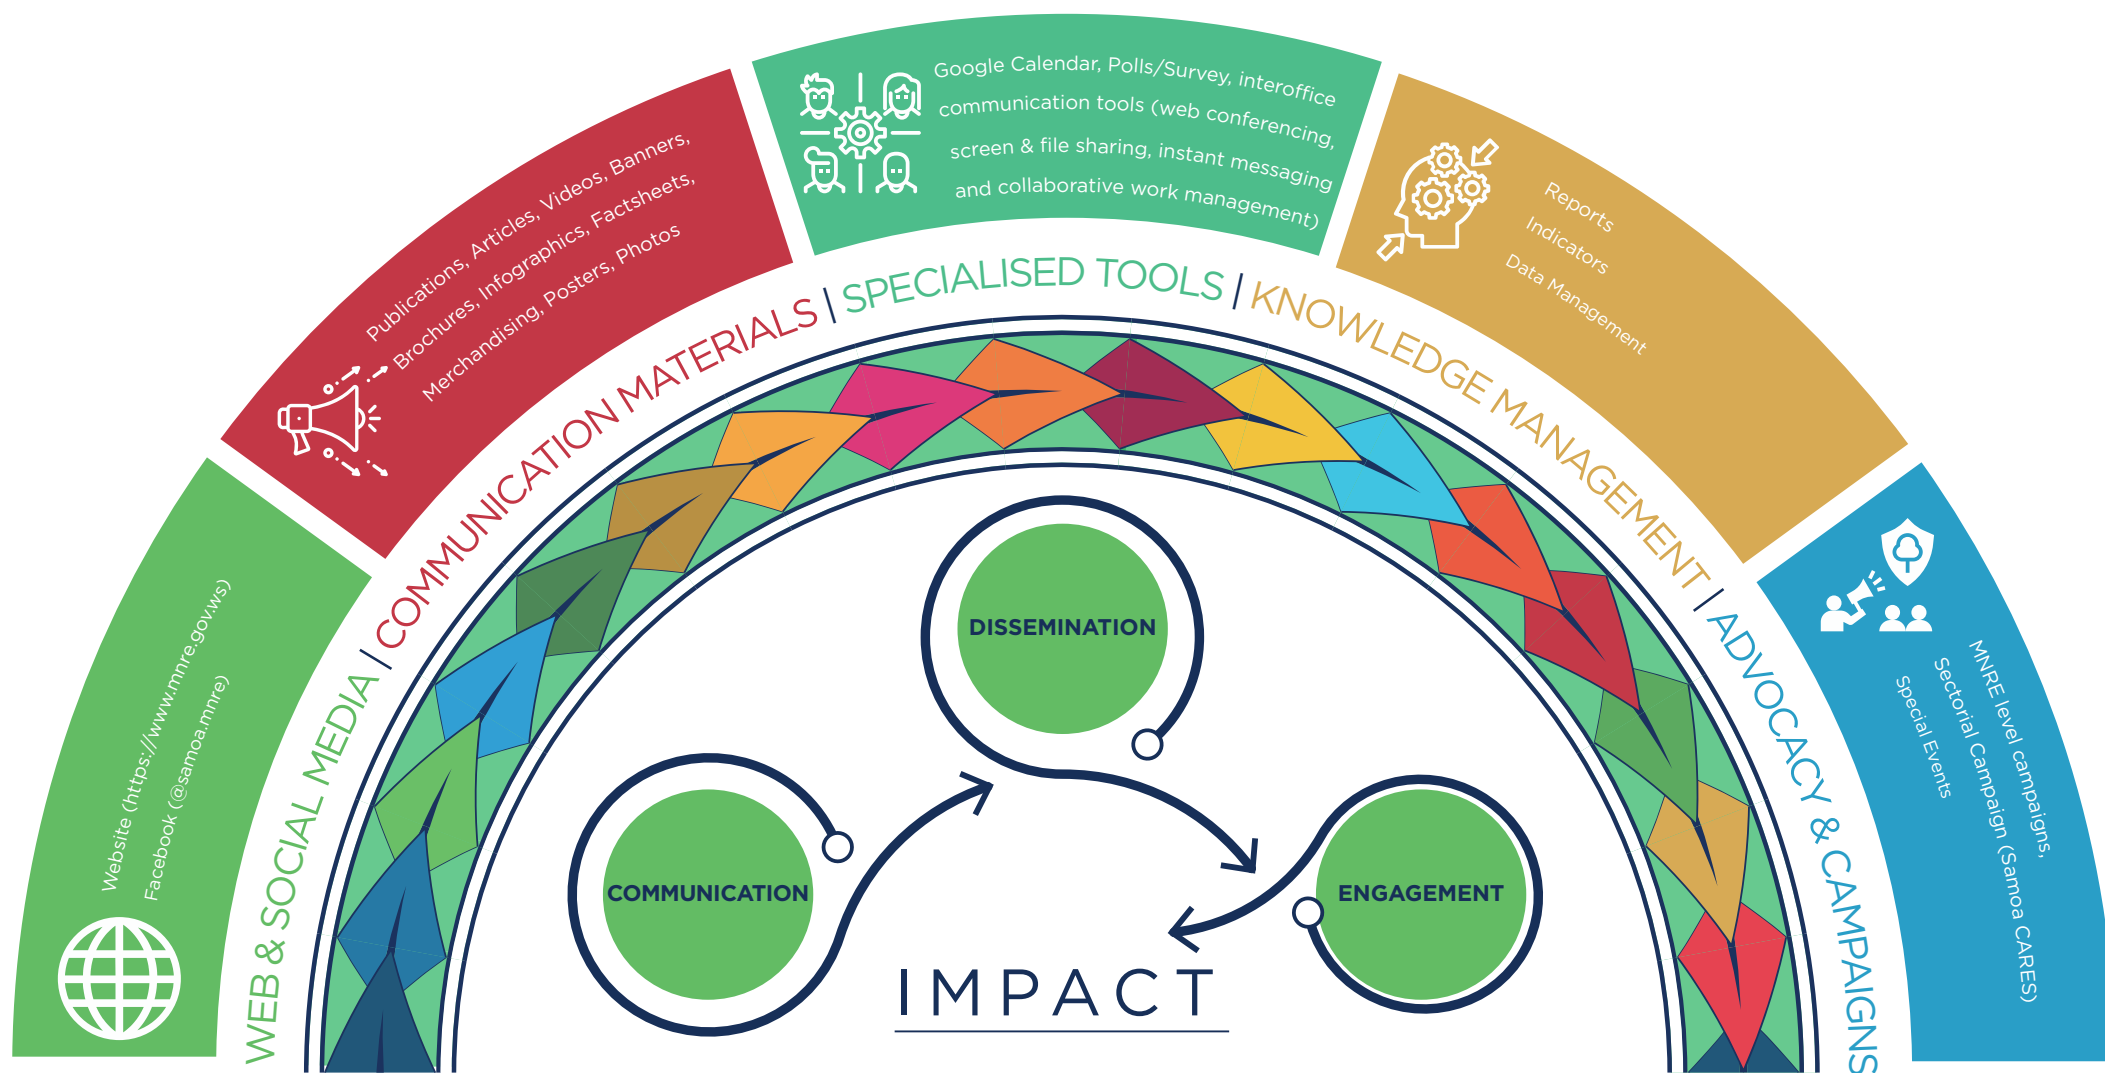 Website (https://www.mnre.gov.ws)
Facebook (@samoa.mnre)
WEB & SOCIAL MEDIA |
Publications, Articles, Videos, Banners,
Brochures, Infographics, Factsheets,
Merchandising, Posters, Photos
COMMUNICATION MATERIALS |
Google Calendar, Polls/Survey, interoffice
communication tools (web conferencing,
screen & file sharing, instant messaging
and collaborative work management)
SPECIALISED TOOLS |
Reports
Indicators
Data Management
KNOWLEDGE MANAGEMENT |
MNRE level campaigns,
Sectorial Campaign (Samoa CARES)
Special Events
ADVOCACY & CAMPAIGNS
DISSEMINATION
COMMUNICATION
ENGAGEMENT
IMPACT